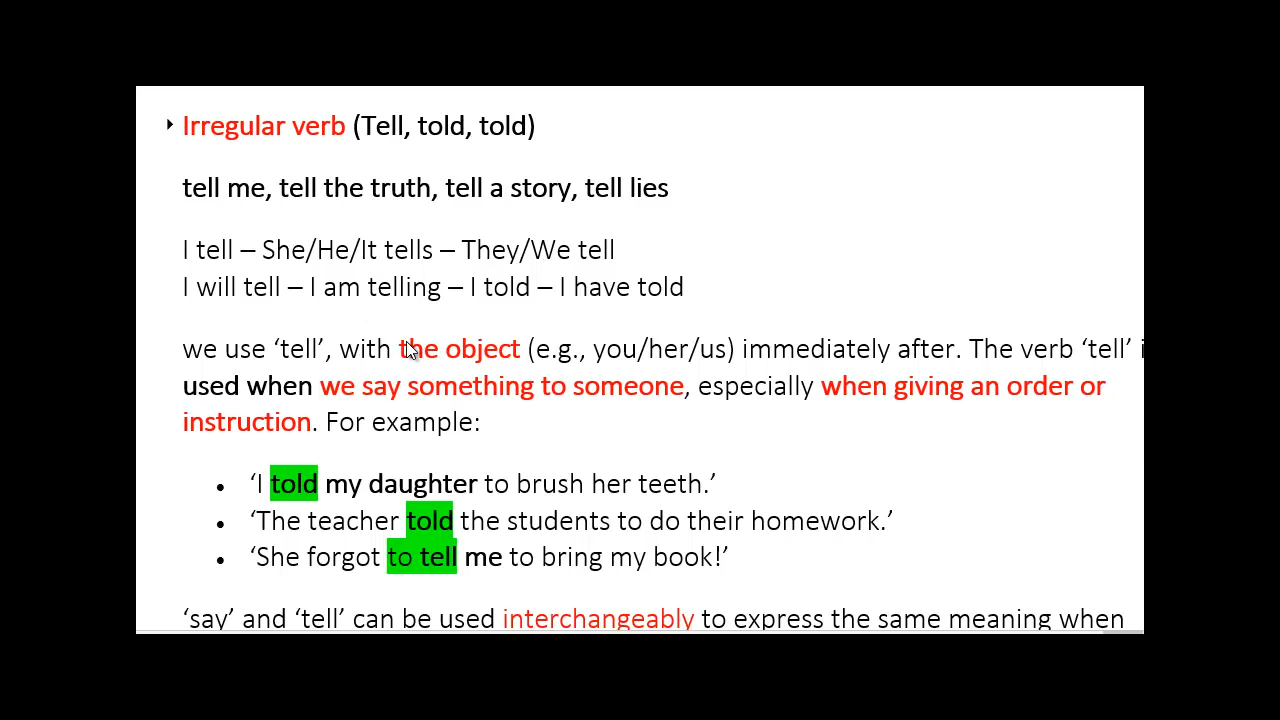 Irregular verb (Tell, told, told)
tell me, tell the truth, tell a story, tell lies
I tell – She/He/It tells – They/We tell
I will tell – I am telling – I told – I have told
we use ‘tell’, with the object (e.g., you/her/us) immediately after. The verb ‘tell’
used when we say something to someone, especially when giving an order or
instruction. For example:
• ‘I told my daughter to brush her teeth.’
• ‘The teacher told the students to do their homework.’
• ‘She forgot to tell me to bring my book!’
‘say’ and ‘tell’ can be used interchangeably to express the same meaning when